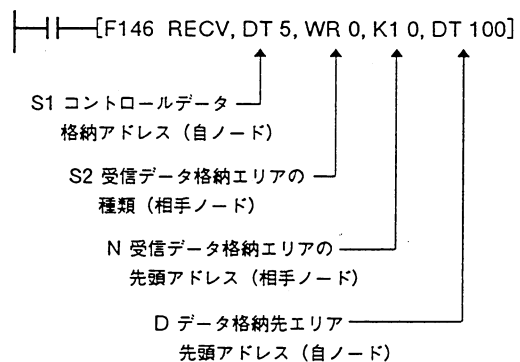 [F146 RECV, DT 5, WR 0, K1 0, DT 100]
S1 コントロールデータ
格納アドレス（自ノード）
S2 受信データ格納エリアの
種類（相手ノード）
N 受信データ格納エリアの
先頭アドレス（相手ノード）
D データ格納先エリア
先頭アドレス（自ノード）